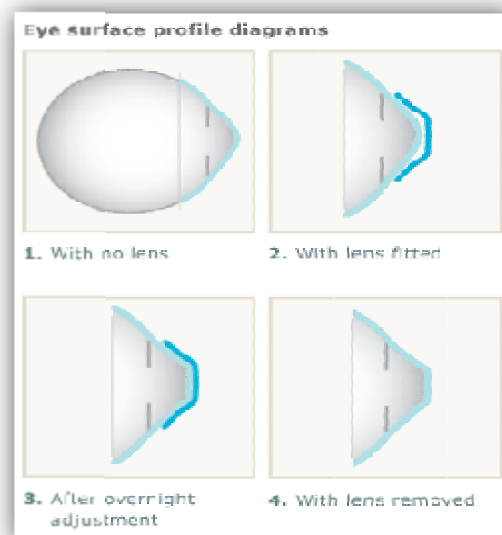 Eye surface profile diagrams
1. With no lens
2. With lens fitted
3. After overnight
adjustment
4. With lens removed